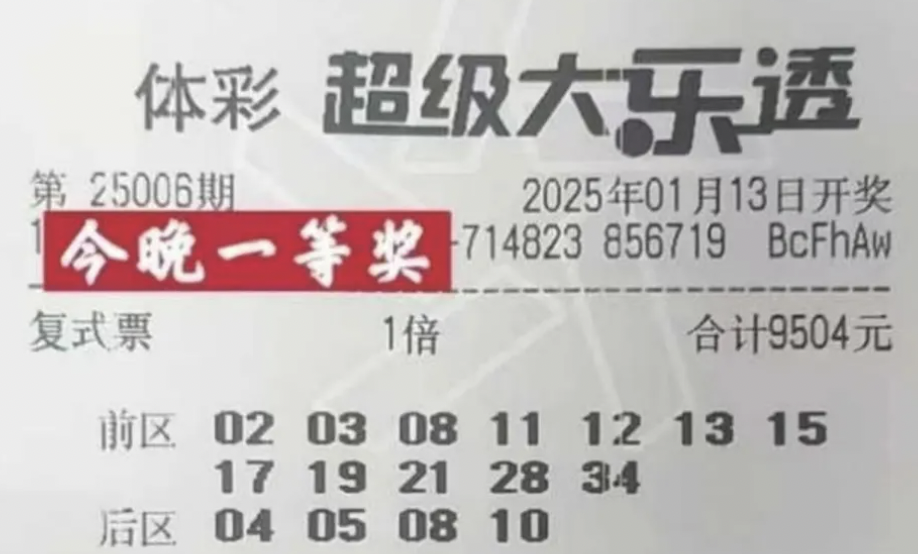 体彩 超级大乐透
第 25006期 2025年01月13日开奖
今晚一等奖 -714823 856719 BcFhAw
复式票 1倍 合计9504元
前区 02 03 08 11 12 13 15
17 19 21 28 34
后区 04 05 08 10